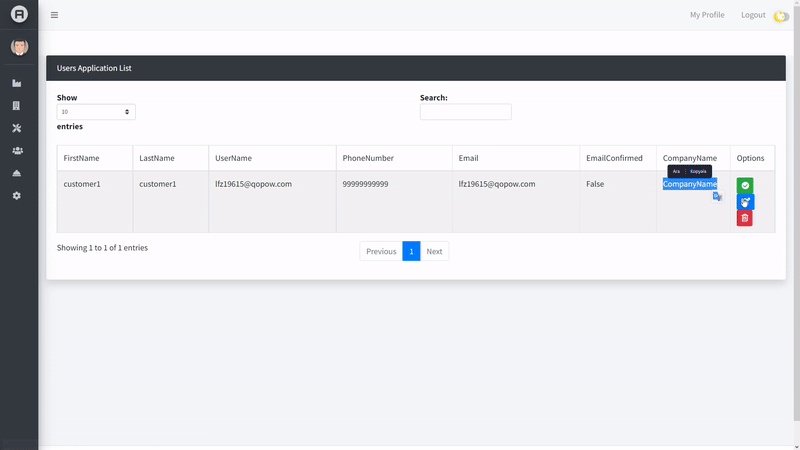 My Profile Logout
Users Application List
Show
Search:
10
entries
FirstName LastName UserName PhoneNumber Email EmailConfirmed CompanyName Options
Ara Kopyala
customer1 customer1 lfz19615@qopow.com 99999999999 lfz19615@qopow.com False CompanyName
Showing 1 to 1 of 1 entries
Previous 1 Next